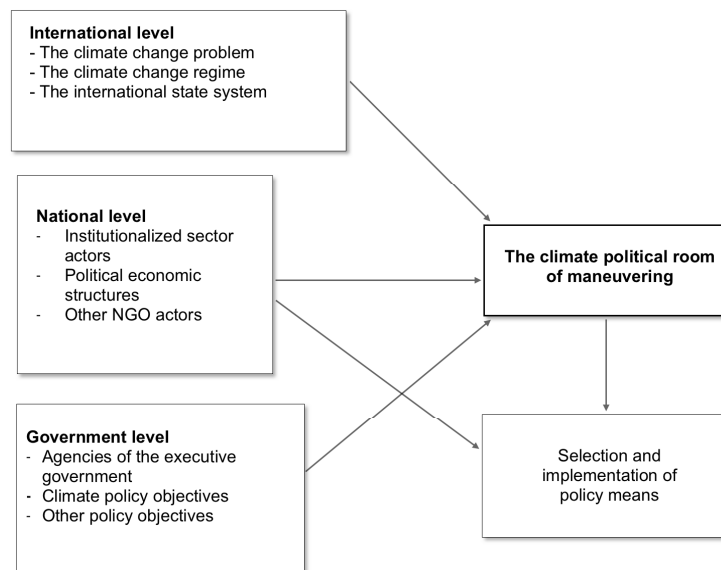 International level
- The climate change problem
- The climate change regime
- The international state system
National level
- Institutionalized sector
actors
- Political economic
structures
- Other NGO actors
Government level
- Agencies of the executive
government
- Climate policy objectives
- Other policy objectives
The climate political room
of maneuvering
Selection and
implementation of
policy means